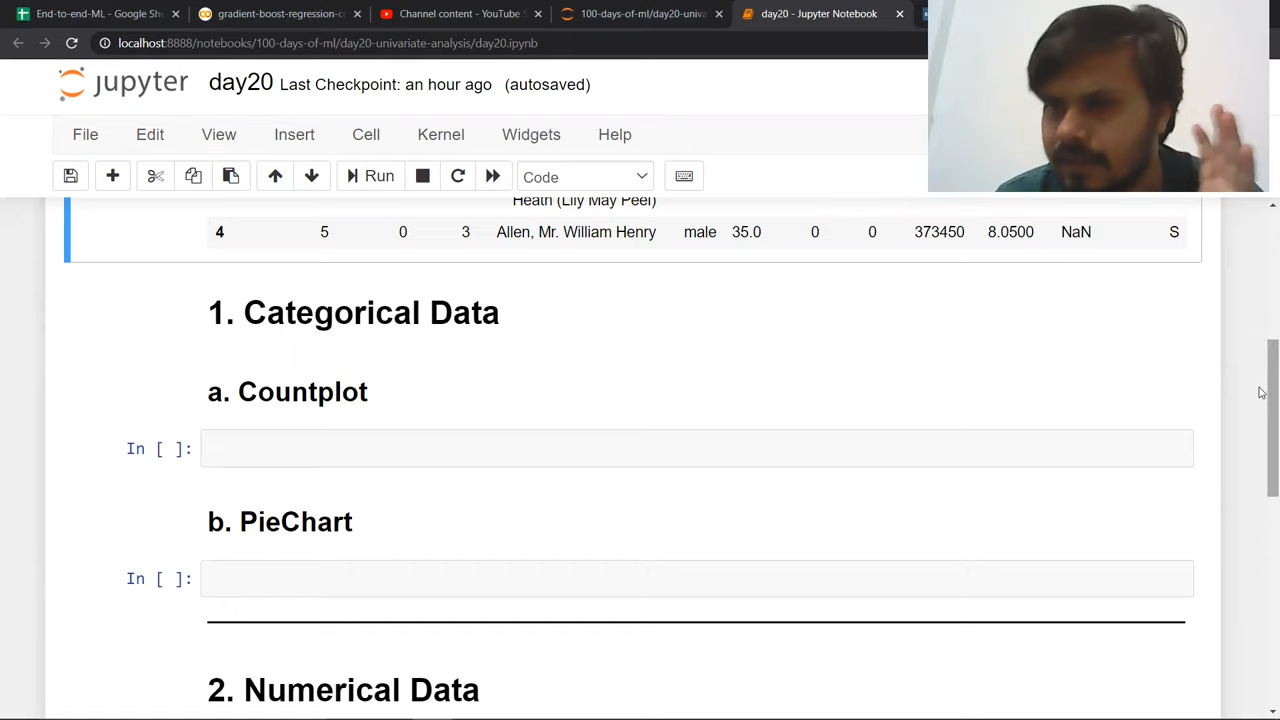 End-to-end-ML - Google She
gradient-boost-regression-c
Channel content - YouTube S
100-days-of-ml/day20-univa
day20 - Jupyter Notebook
localhost:8888/notebooks/100-days-of-ml/day20-univariate-analysis/day20.ipynb
jupyter day20 Last Checkpoint: an hour ago (autosaved)
File Edit View Insert Cell Kernel Widgets Help
Run Code
Heath (Lily May Peel)
4 5 0 3 Allen, Mr. William Henry male 35.0 0 0 373450 8.0500 NaN S
1. Categorical Data
a. Countplot
In [ ]:
b. PieChart
In [ ]:
2. Numerical Data